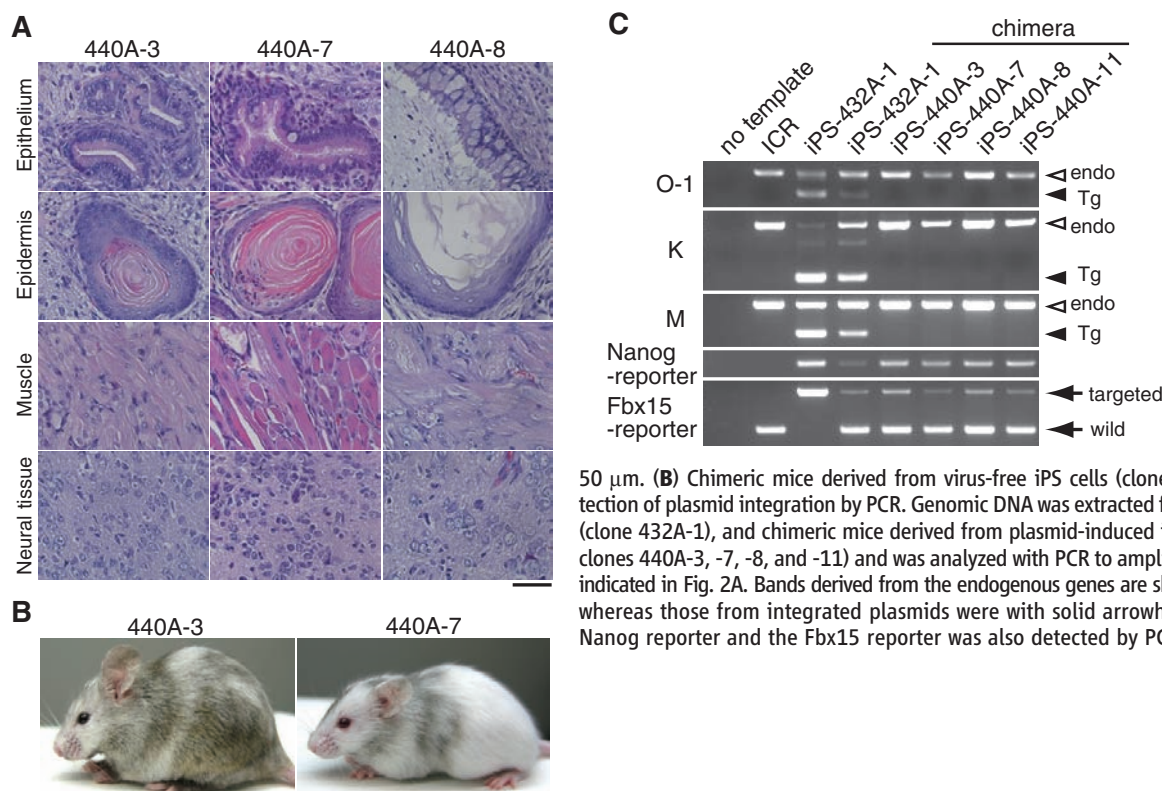 A
440A-3 440A-7 440A-8
Epithelium
Epidermis
Muscle
Neural tissue
B
440A-3 440A-7
C
chimera
no template
ICR
iPS-432A-1
iPS-432A-1
iPS-440A-3
iPS-440A-7
iPS-440A-8
iPS-440A-11
O-1
endo
Tg
K
endo
Tg
M
endo
Tg
Nanog
-reporter
Fbx15
-reporter
targeted
wild
50 μm. (B) Chimeric mice derived from virus-free iPS cells (clone
tection of plasmid integration by PCR. Genomic DNA was extracted f
(clone 432A-1), and chimeric mice derived from plasmid-induced
clones 440A-3, -7, -8, and -11) and was analyzed with PCR to ampl
indicated in Fig. 2A. Bands derived from the endogenous genes are s
whereas those from integrated plasmids were with solid arrowh
Nanog reporter and the Fbx15 reporter was also detected by PC